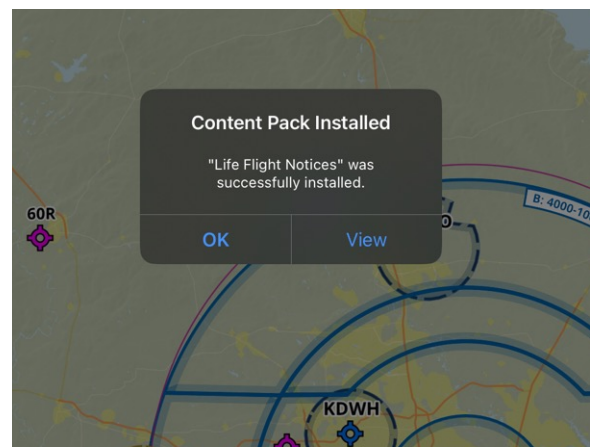 Content Pack Installed
"Life Flight Notices" was
successfully installed.
OK
View
60R
B: 4000-10
KDWH